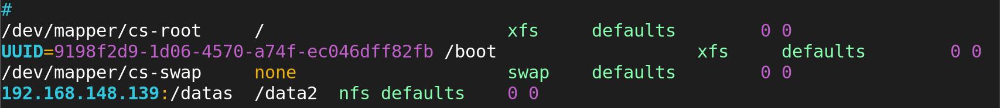 #
/dev/mapper/cs-root     /                       xfs     defaults        0 0
UUID=9198f2d9-1d06-4570-a74f-ec046dff82fb /boot                   xfs     defaults        0 0
/dev/mapper/cs-swap     none                    swap    defaults        0 0
192.168.148.139:/datas  /data2  nfs defaults    0 0